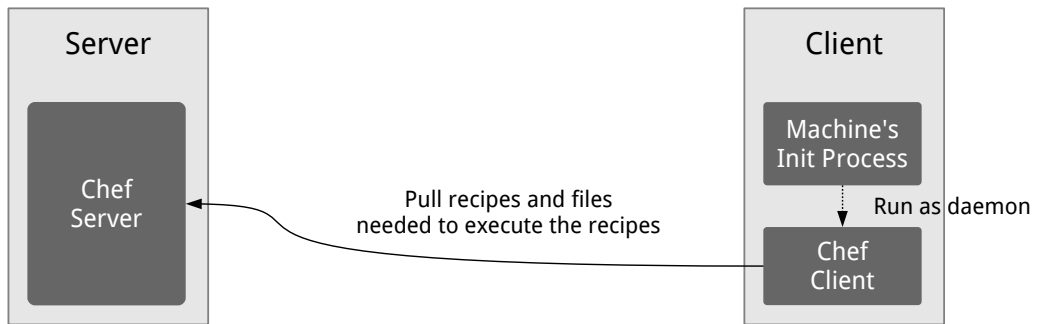 Server
Chef
Server
Pull recipes and files
needed to execute the recipes
Client
Machine's
Init Process
Run as daemon
Chef
Client